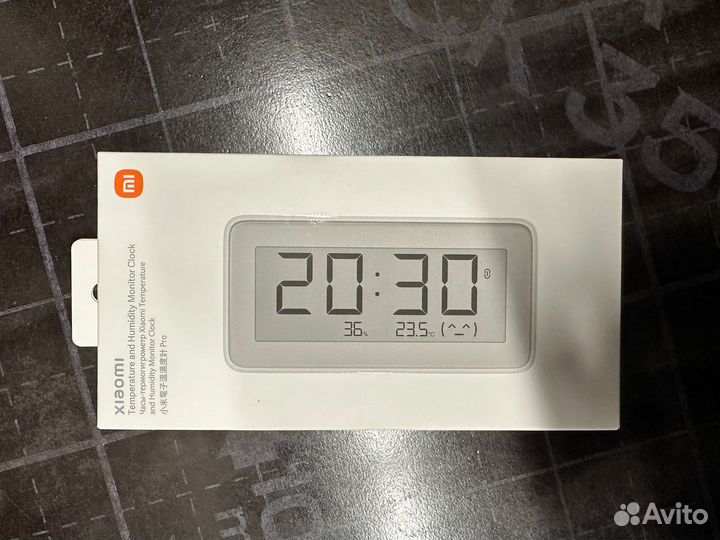 xiaomi
Temperature and Humidity Monitor Clock
Часы-термогигрометр Xiaomi Temperature
and Humidity Monitor Clock
小米電子溫濕度計 Pro
20:30
36%
23.5°C (^_^)
Avito